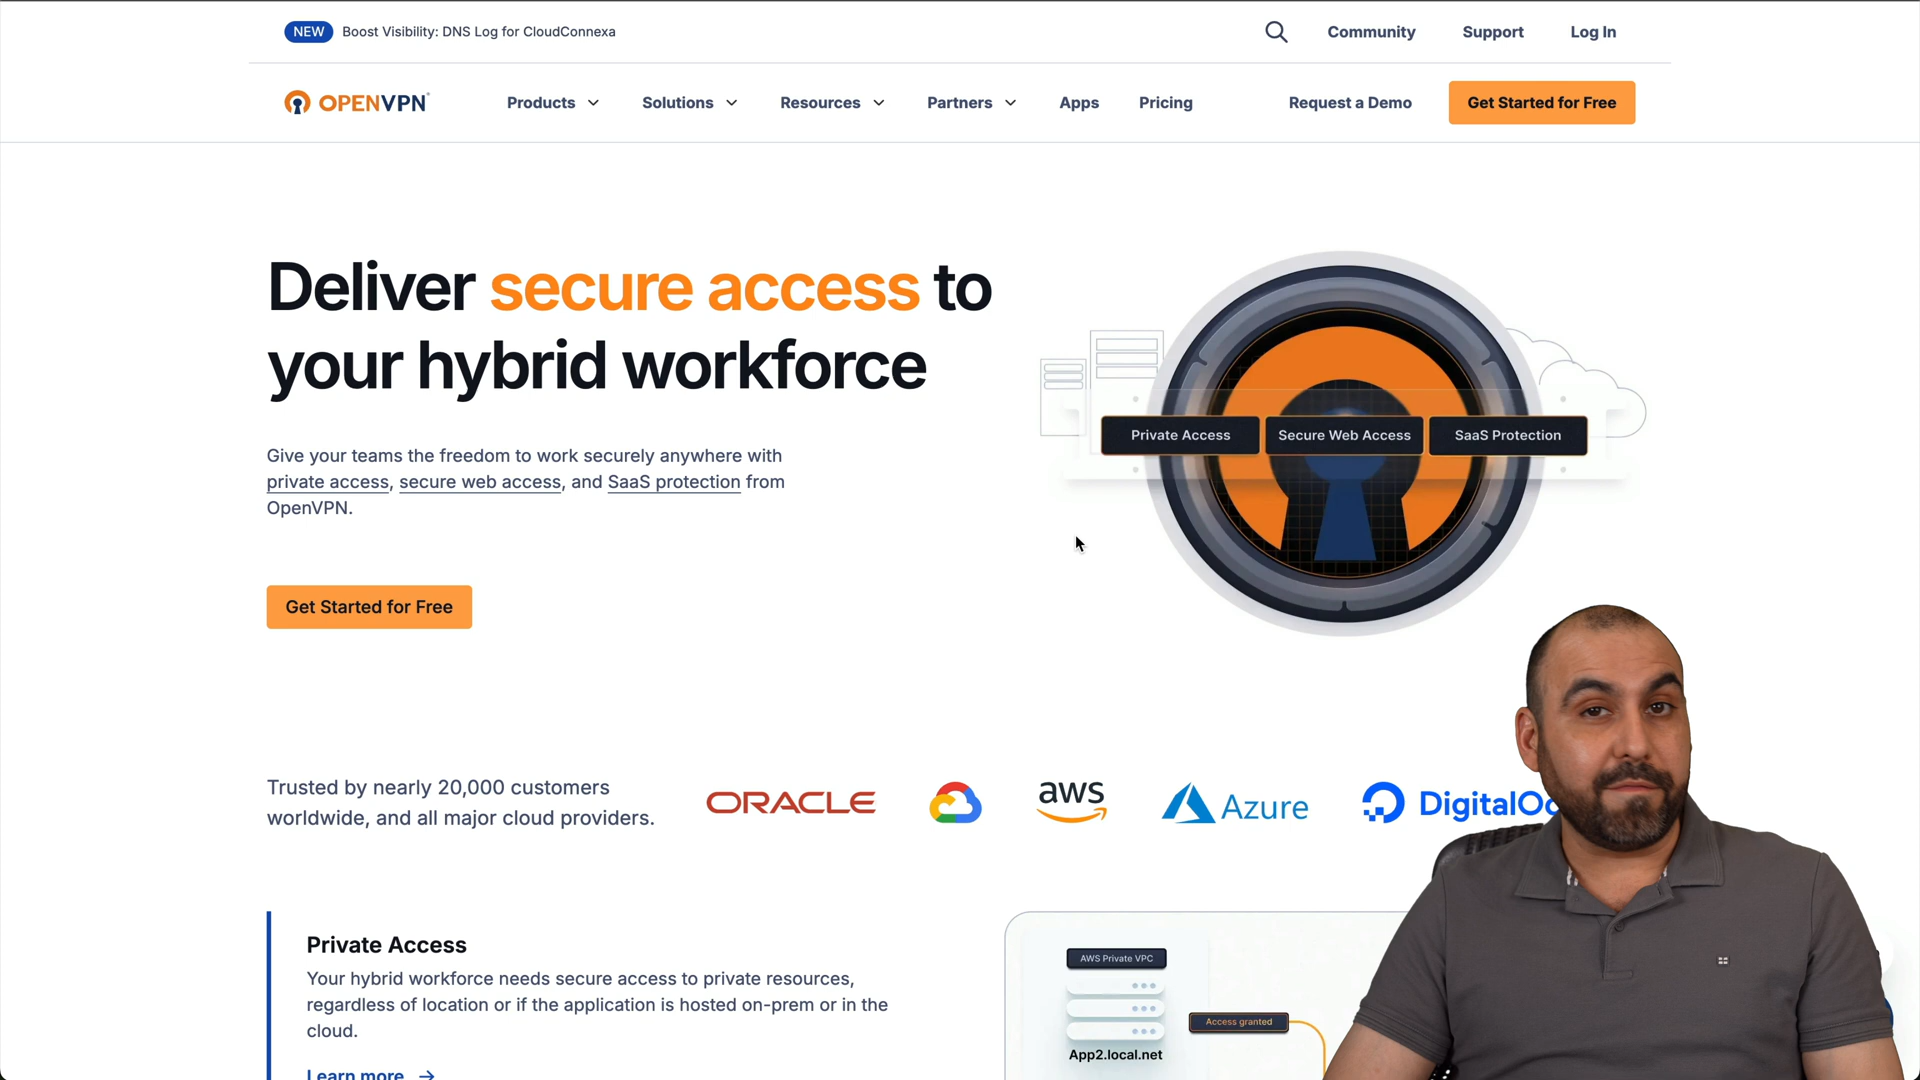 NEW Boost Visibility: DNS Log for CloudConnexa
Community Support Log In
OPENVPN Products Solutions Resources Partners Apps Pricing Request a Demo Get Started for Free
Deliver secure access to
your hybrid workforce
Give your teams the freedom to work securely anywhere with
private access, secure web access, and SaaS protection from
OpenVPN.
Get Started for Free
Private Access Secure Web Access SaaS Protection
Trusted by nearly 20,000 customers
worldwide, and all major cloud providers.
ORACLE aws Azure DigitalOc
Private Access
Your hybrid workforce needs secure access to private resources,
regardless of location or if the application is hosted on-prem or in the
cloud.
Learn more →
AWS Private VPC
Access granted
App2.local.net